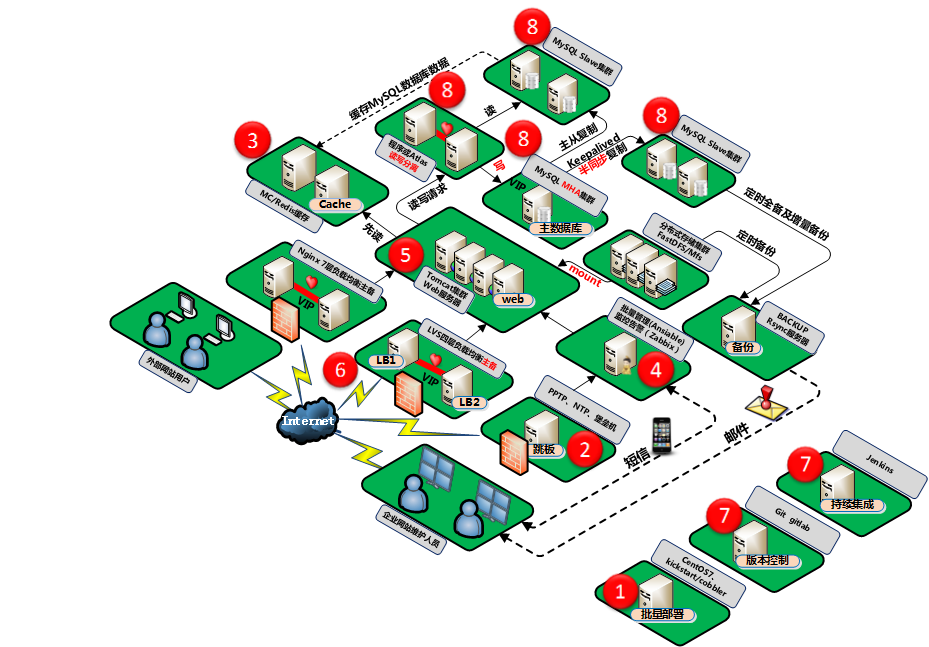 8
MySQL Slave集群
缓存MySQL数据库数据
8
读
8
MySQL Slave集群
3
程序或Atlas
读写分离
8
主从复制
Keepalived
半同步复制
写
MySQL MHA集群
VIP
主数据库
定时全备及增量备份
Cache
MC/Redis缓存
读写请求
先读
分布式存储集群
FastDFS/Mfs
定时备份
5
Nginx 7层负载均衡主备
VIP
Tomcat集群
Web服务器
web
mount
批量管理(Ansiable)
监控告警(Zabbix)
BACKUP
Rsync服务器
备份
外部网站用户
LVS四层负载均衡主备
LB1
VIP
LB2
6
4
Internet
PPTP、NTP、堡垒机
跳板
2
短信
邮件
企业网站维护人员
7
Jenkins
持续集成
7
Git gitlab
版本控制
CentOS7、
kickstart/cobbler
1
批量部署